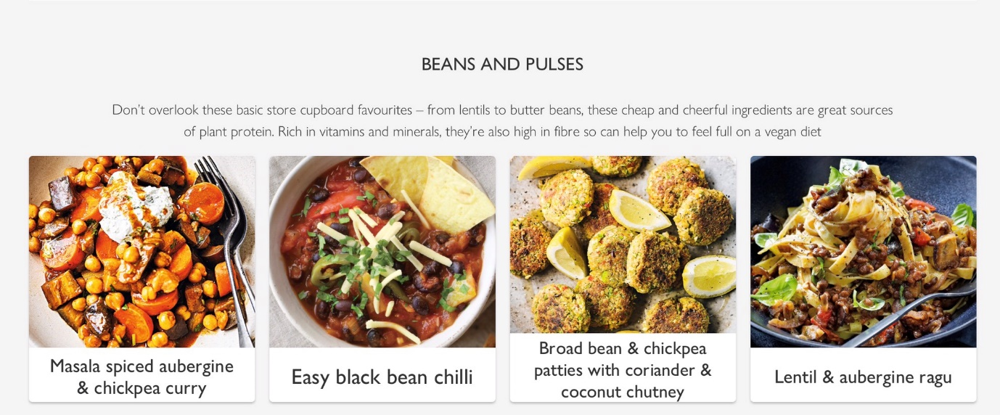 BEANS AND PULSES
Don't overlook these basic store cupboard favourites – from lentils to butter beans, these cheap and cheerful ingredients are great sources
of plant protein. Rich in vitamins and minerals, they're also high in fibre so can help you to feel full on a vegan diet
Masala spiced aubergine
& chickpea curry
Easy black bean chilli
Broad bean & chickpea
patties with coriander &
coconut chutney
Lentil & aubergine ragu